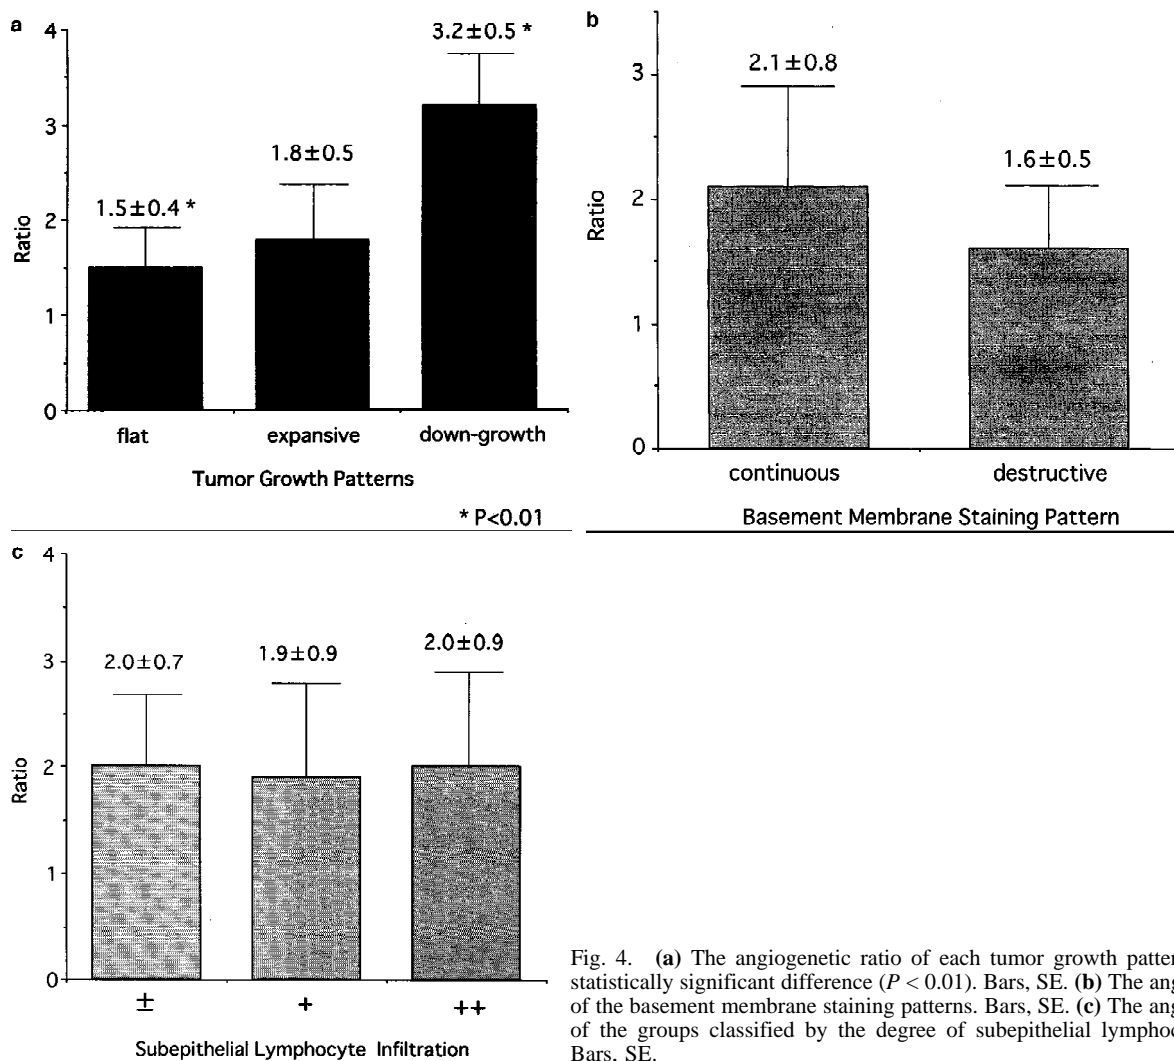 a
4
3
2
1
0
Ratio
1.5±0.4 *
1.8±0.5
3.2±0.5 *
flat expansive down-growth
Tumor Growth Patterns
* P<0.01
b
3
2
1
0
Ratio
2.1±0.8
1.6±0.5
continuous destructive
Basement Membrane Staining Pattern
c
4
3
2
1
0
Ratio
2.0±0.7
1.9±0.9
2.0±0.9
± + ++
Subepithelial Lymphocyte Infiltration
Fig. 4. (a) The angiogenetic ratio of each tumor growth patter
statistically significant difference (P < 0.01). Bars, SE. (b) The ang
of the basement membrane staining patterns. Bars, SE. (c) The ang
of the groups classified by the degree of subepithelial lymphoc
Bars, SE.